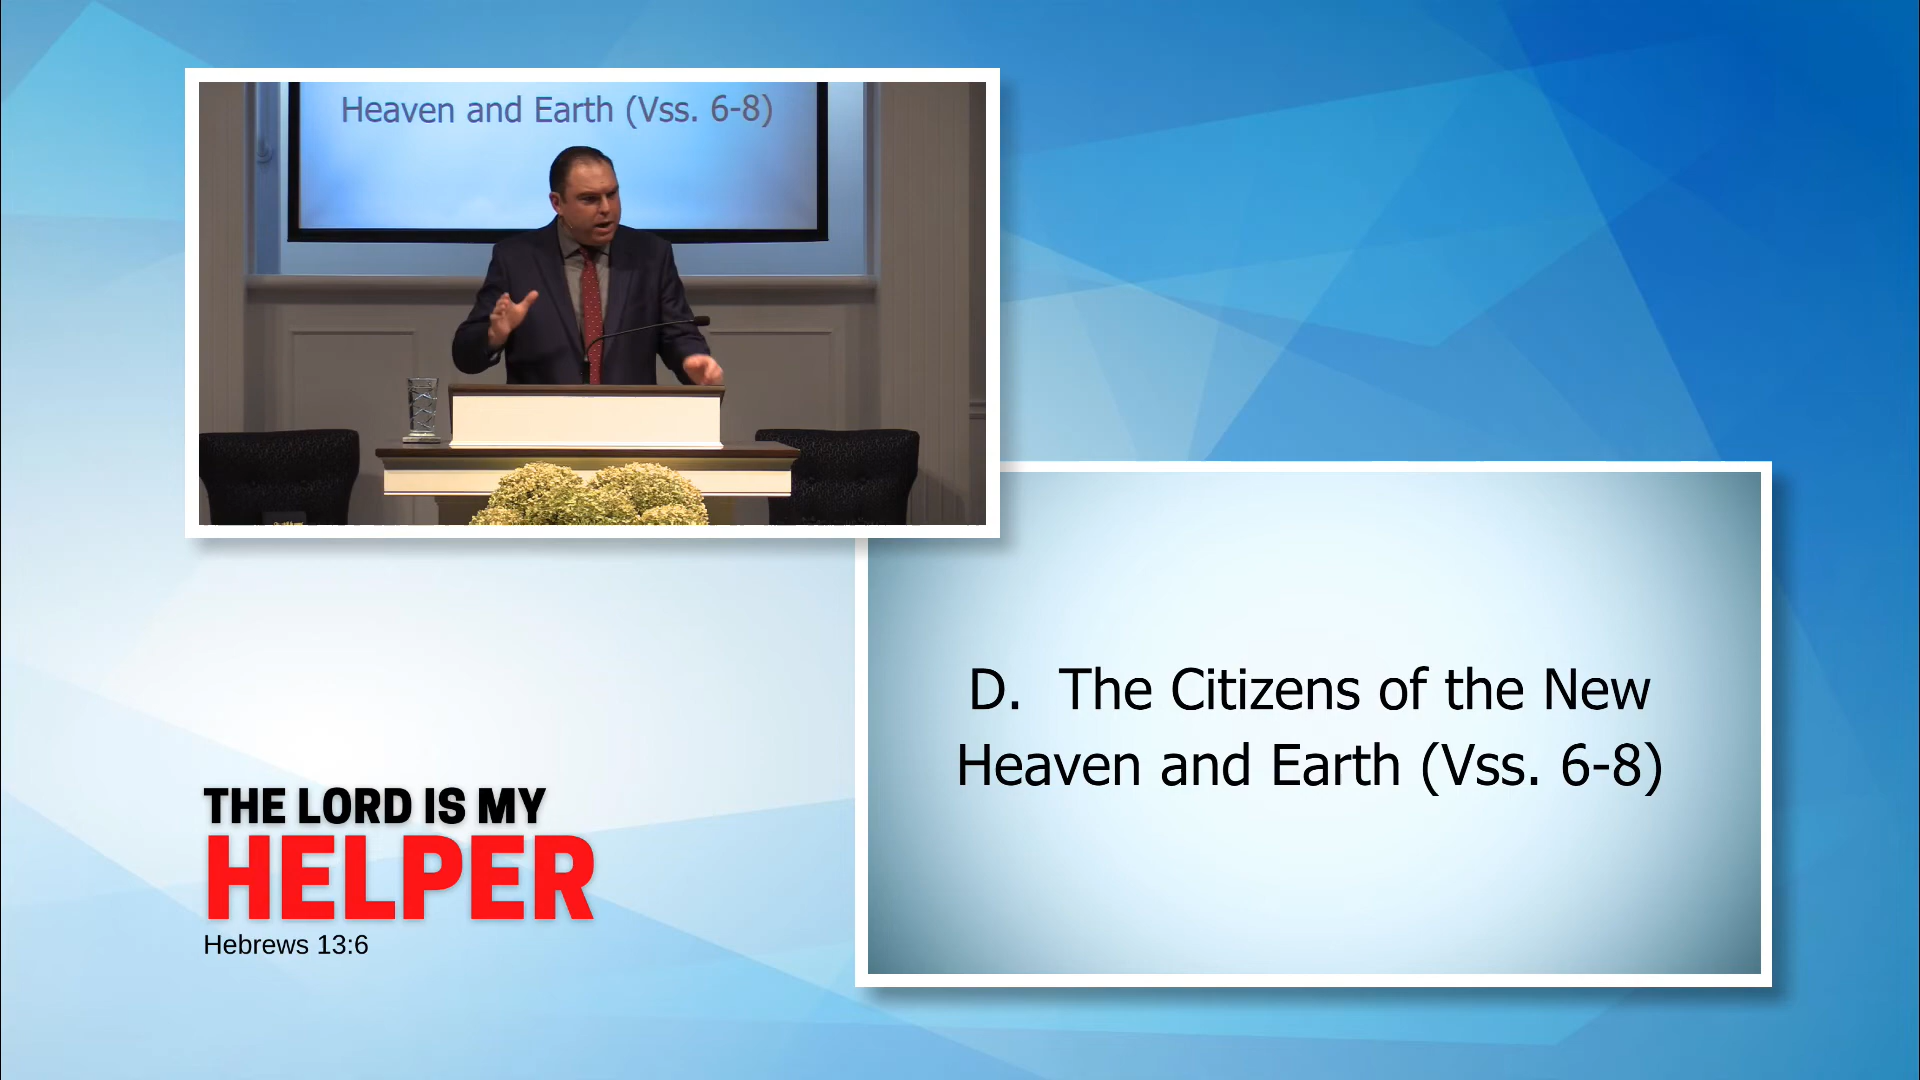 Heaven and Earth (Vss. 6-8)
D. The Citizens of the New
Heaven and Earth (Vss. 6-8)
THE LORD IS MY
HELPER
Hebrews 13:6